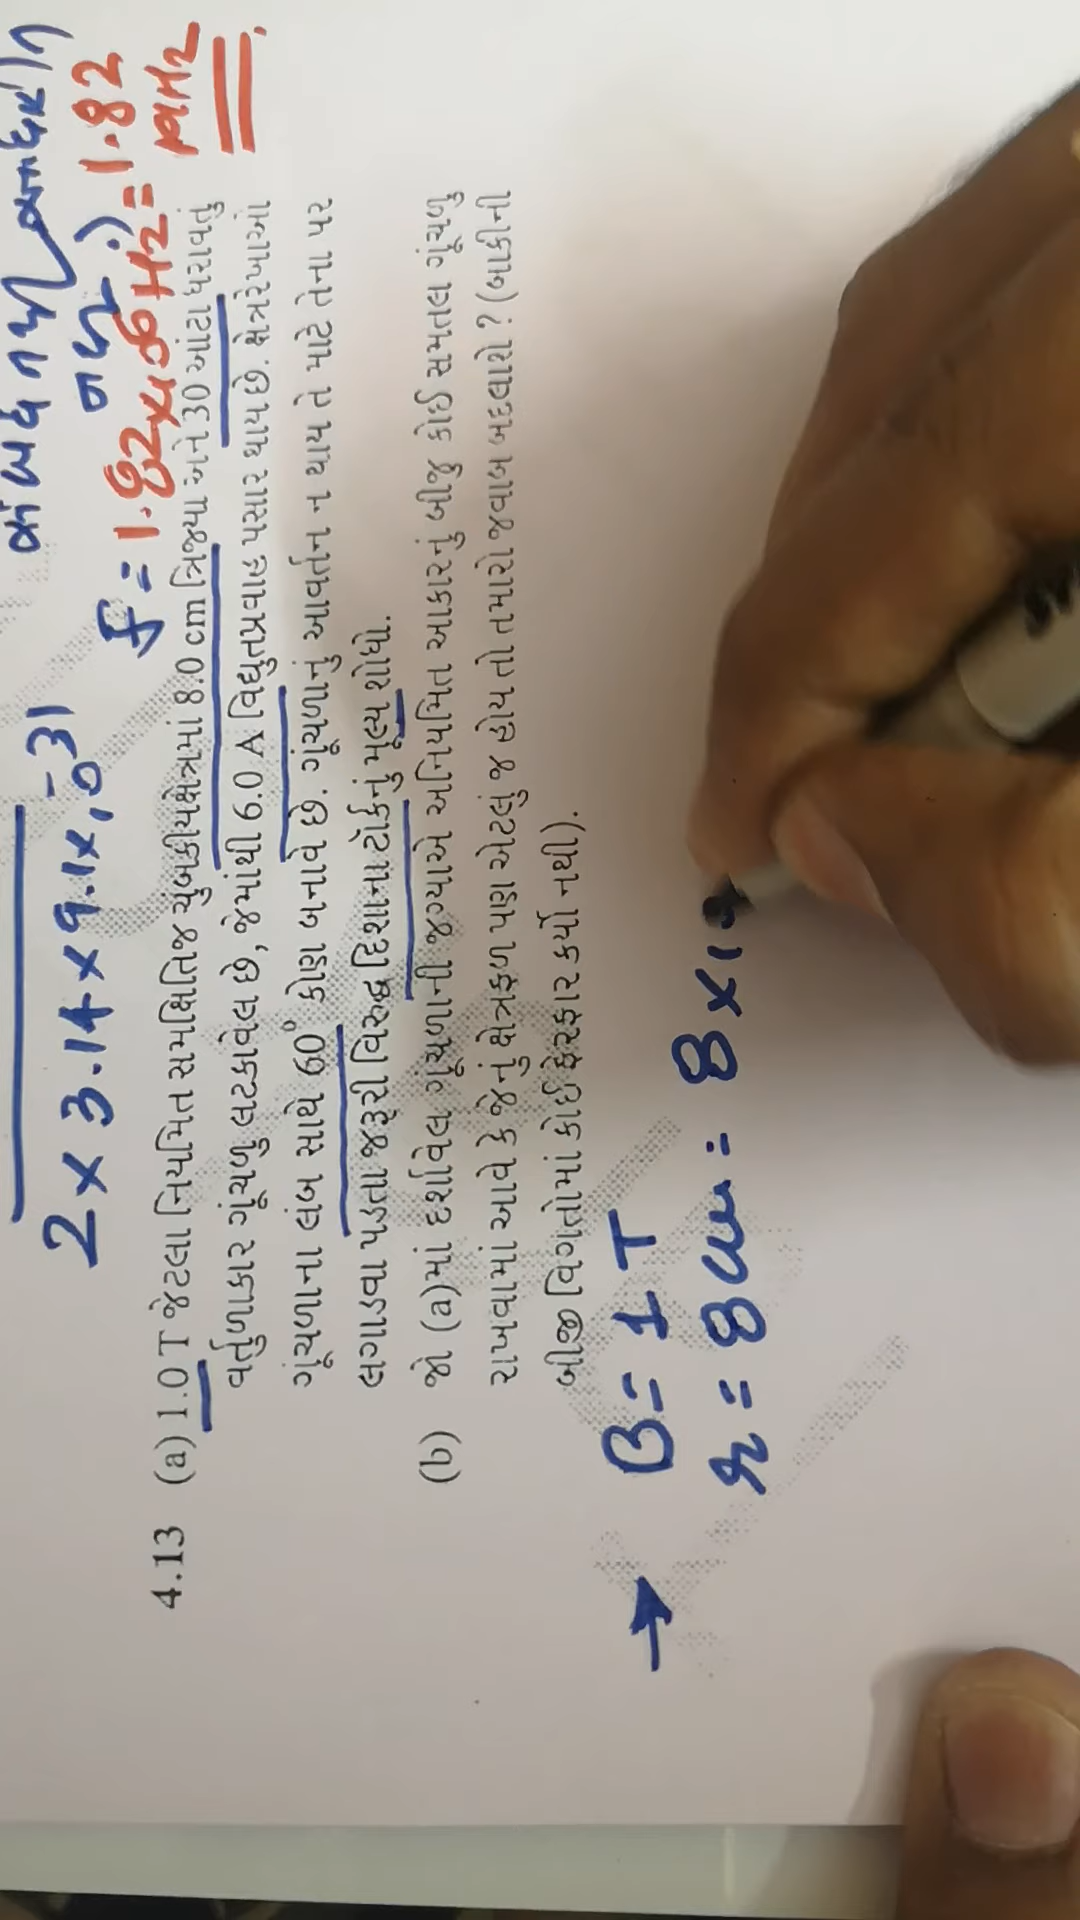 2 × 3.14 × 9.1 × 10⁻³¹
f = 1.82 × 10⁶ Hz = 1.82
MHz
4.13 (a) 1.0 T જેટલા નિયમિત સમક્ષિતિજ ચુંબકીયક્ષેત્રમાં 8.0 cm ત્રિજ્યા અને 30 આંટા ધરાવતું
વર્તુળાકાર ગૂંચળુ લટકાવેલ છે, જેમાંથી 6.0 A વિદ્યુતપ્રવાહ પસાર થાય છે. ક્ષેત્રરેખાઓ
ગૂંચળાના લંબ સાથે 60° કોણ બનાવે છે. ગૂંચળાનું આવર્તન ન થાય તે માટે તેના પર
લગાડવા પડતા જરૂરી વિરુદ્ધ દિશાના ટોર્કનું મૂલ્ય શોધો.
(b) જો (a)માં દર્શાવેલ ગૂંચળાની જગ્યાએ અનિયમિત આકારનું બીજુ કોઈ સમતલ ગૂંચળુ
રાખવામાં આવે કે જેનું ક્ષેત્રફળ પણ એટલું જ હોય તો તમારો જવાબ બદલાશે ? (બાકીની
બીજી વિગતોમાં કોઈ ફેરફાર કર્યો નથી).
→ B = 1 T
r = 8 cm = 8 × 1